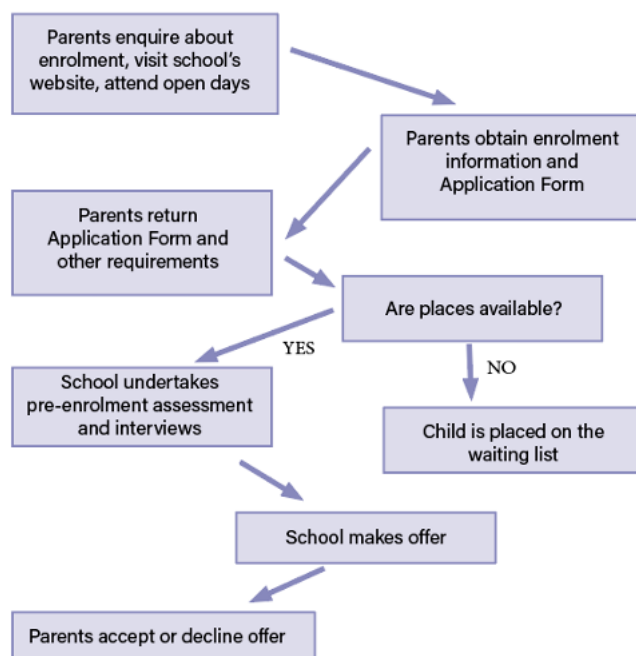 Parents enquire about
enrolment, visit school's
website, attend open days
Parents obtain enrolment
information and
Application Form
Parents return
Application Form and
other requirements
Are places available?
YES
NO
School undertakes
pre-enrolment assessment
and interviews
Child is placed on the
waiting list
School makes offer
Parents accept or decline offer